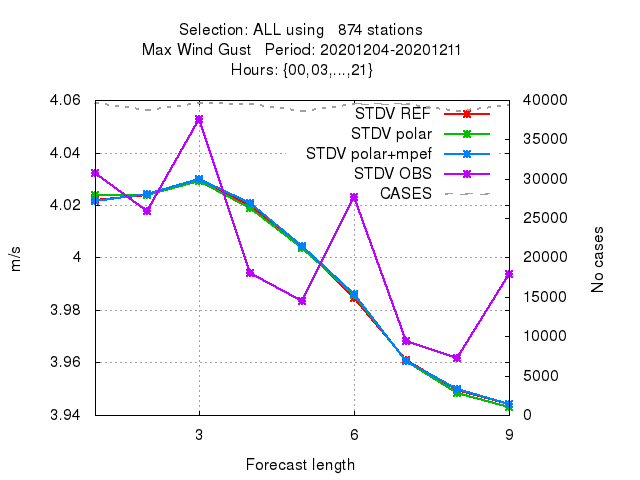 Selection: ALL using   874 stations
Max Wind Gust   Period: 20201204-20201211
Hours: {00,03,...,21}
4.06
4.04
4.02
4
3.98
3.96
3.94
m/s
STDV REF
STDV polar
STDV polar+mpef
STDV OBS
CASES
40000
35000
30000
25000
20000
15000
10000
5000
0
No cases
3
6
9
Forecast length